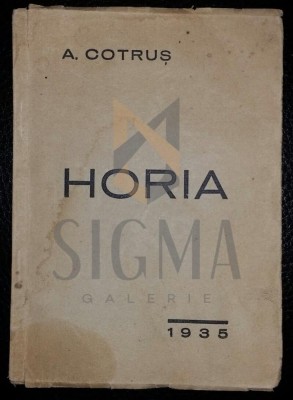 A. COTRUȘ
HORIA
SIGMA
GALERIE
1935